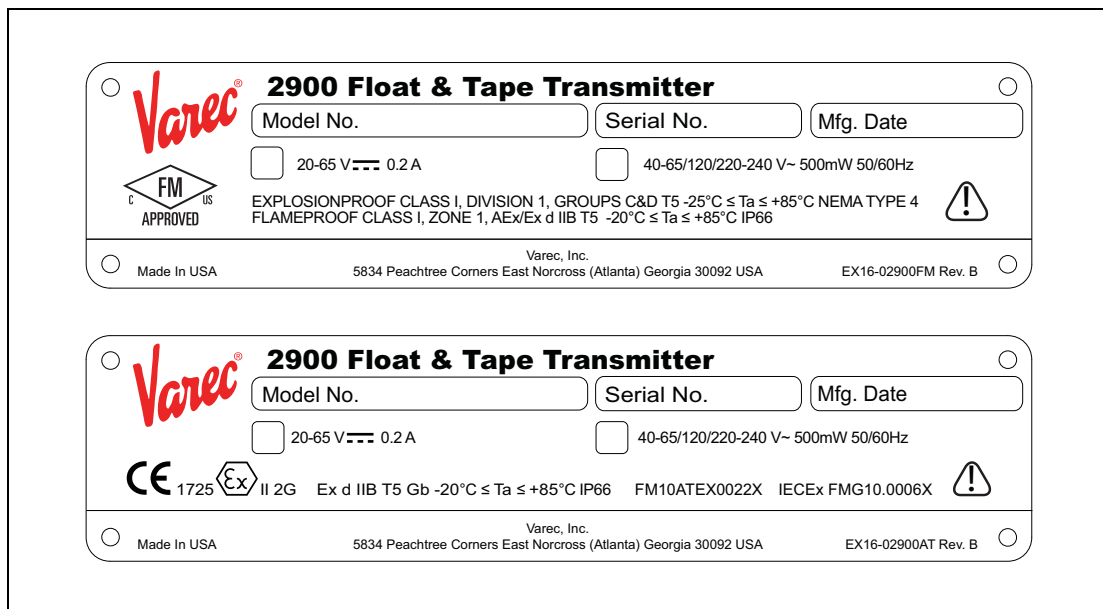 Varec®
2900 Float & Tape Transmitter
Model No. Serial No. Mfg. Date
20-65 V⎓ 0.2 A 40-65/120/220-240 V~ 500mW 50/60Hz
C FM US
APPROVED
EXPLOSIONPROOF CLASS I, DIVISION 1, GROUPS C&D T5 -25°C ≤ Ta ≤ +85°C NEMA TYPE 4
FLAMEPROOF CLASS I, ZONE 1, AEx/Ex d IIB T5 -20°C ≤ Ta ≤ +85°C IP66
!
Varec, Inc.
Made In USA 5834 Peachtree Corners East Norcross (Atlanta) Georgia 30092 USA EX16-02900FM Rev. B
Varec®
2900 Float & Tape Transmitter
Model No. Serial No. Mfg. Date
20-65 V⎓ 0.2 A 40-65/120/220-240 V~ 500mW 50/60Hz
CE 1725 Ex II 2G Ex d IIB T5 Gb -20°C ≤ Ta ≤ +85°C IP66 FM10ATEX0022X IECEx FMG10.0006X !
Varec, Inc.
Made In USA 5834 Peachtree Corners East Norcross (Atlanta) Georgia 30092 USA EX16-02900AT Rev. B